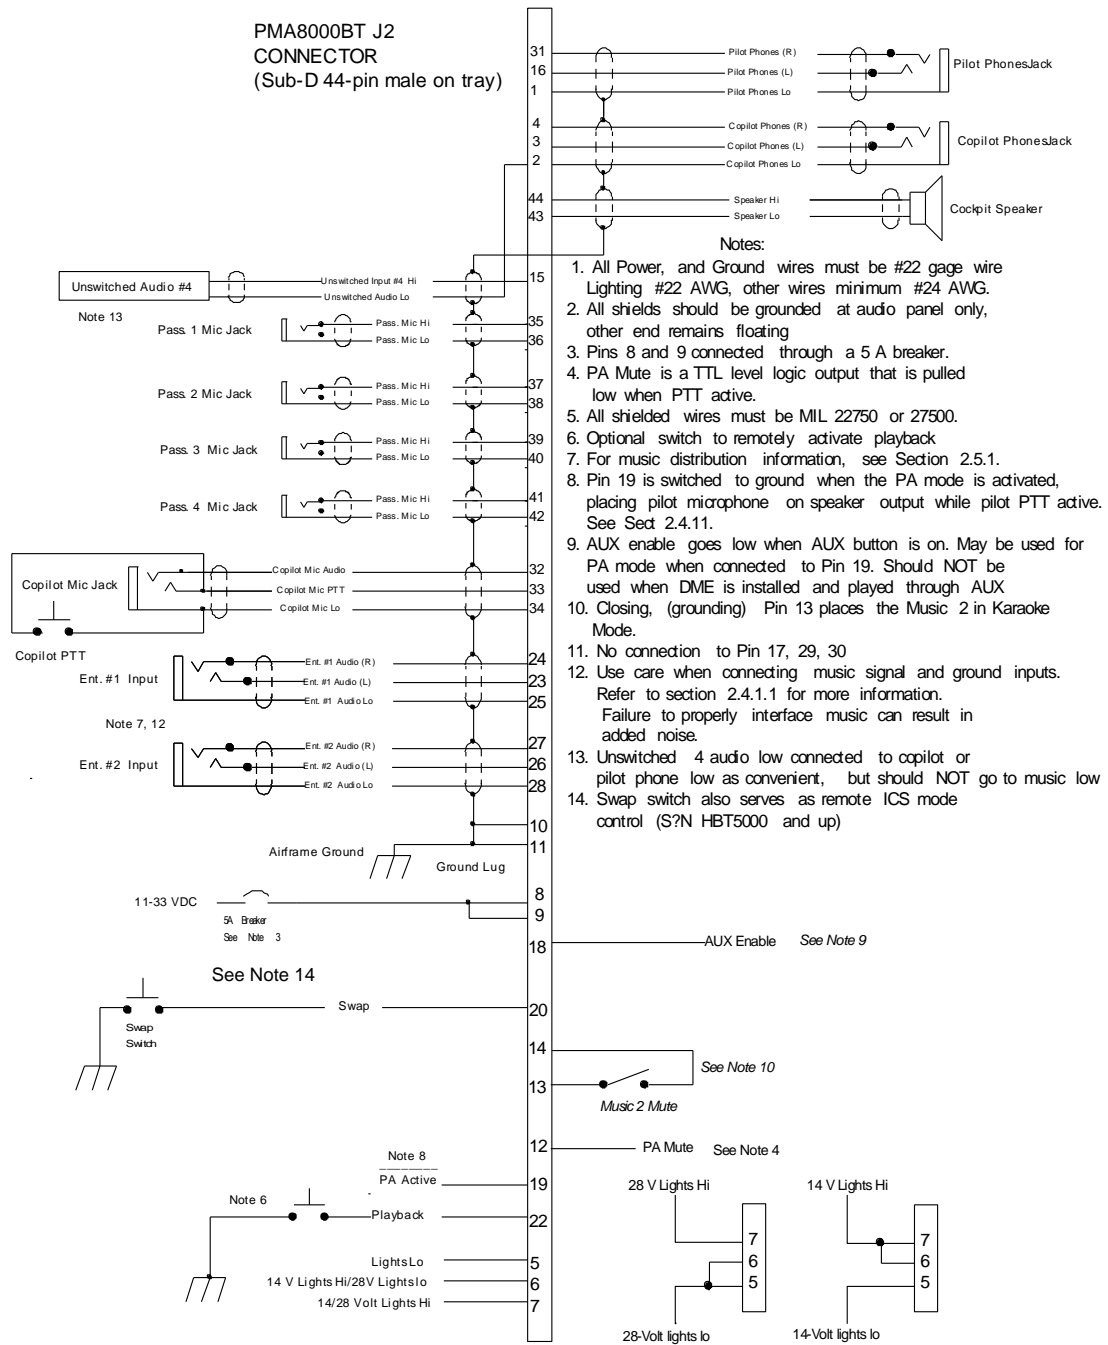 PMA8000BT J2
CONNECTOR
(Sub-D 44-pin male on tray)
31
16
1
4
3
2
44
43
Pilot Phones (R)
Pilot Phones (L)
Pilot Phones Lo
Pilot PhonesJack
Copilot Phones (R)
Copilot Phones (L)
Copilot Phones Lo
Copilot PhonesJack
Speaker Hi
Speaker Lo
Cockpit Speaker
Unswitched Audio #4
Note 13
Unswitched Input #4 Hi
Unswitched Audio Lo
15
Pass. 1 Mic Jack
Pass. Mic Hi
Pass. Mic Lo
35
36
Pass. 2 Mic Jack
Pass. Mic Hi
Pass. Mic Lo
37
38
Pass. 3 Mic Jack
Pass. Mic Hi
Pass. Mic Lo
39
40
Pass. 4 Mic Jack
Pass. Mic Hi
Pass. Mic Lo
41
42
Copilot Mic Jack
Copilot PTT
Copilot Mic Audio
Copilot Mic PTT
Copilot Mic Lo
32
33
34
Ent. #1 Input
Ent. #1 Audio (R)
Ent. #1 Audio (L)
Ent. #1 Audio Lo
24
23
25
Note 7, 12
Ent. #2 Input
Ent. #2 Audio (R)
Ent. #2 Audio (L)
Ent. #2 Audio Lo
27
26
28
10
11
Airframe Ground
Ground Lug
11-33 VDC
5A Breaker
See Note 3
8
9
18
AUX Enable
See Note 9
See Note 14
Swap
Swap
Switch
20
14
13
See Note 10
Music 2 Mute
12
PA Mute
See Note 4
Note 8
PA Active
19
Note 6
Playback
22
Lights Lo
5
14 V Lights Hi/28V Lights lo
6
14/28 Volt Lights Hi
7
28 V Lights Hi
7
6
5
28-Volt lights lo
14 V Lights Hi
7
6
5
14-Volt lights lo
Notes:
1. All Power, and Ground wires must be #22 gage wire
Lighting #22 AWG, other wires minimum #24 AWG.
2. All shields should be grounded at audio panel only,
other end remains floating
3. Pins 8 and 9 connected through a 5 A breaker.
4. PA Mute is a TTL level logic output that is pulled
low when PTT active.
5. All shielded wires must be MIL 22750 or 27500.
6. Optional switch to remotely activate playback
7. For music distribution information, see Section 2.5.1.
8. Pin 19 is switched to ground when the PA mode is activated,
placing pilot microphone on speaker output while pilot PTT active.
See Sect 2.4.11.
9. AUX enable goes low when AUX button is on. May be used for
PA mode when connected to Pin 19. Should NOT be
used when DME is installed and played through AUX
10. Closing, (grounding) Pin 13 places the Music 2 in Karaoke
Mode.
11. No connection to Pin 17, 29, 30
12. Use care when connecting music signal and ground inputs.
Refer to section 2.4.1.1 for more information.
Failure to properly interface music can result in
added noise.
13. Unswitched 4 audio low connected to copilot or
pilot phone low as convenient, but should NOT go to music low
14. Swap switch also serves as remote ICS mode
control (S?N HBT5000 and up)